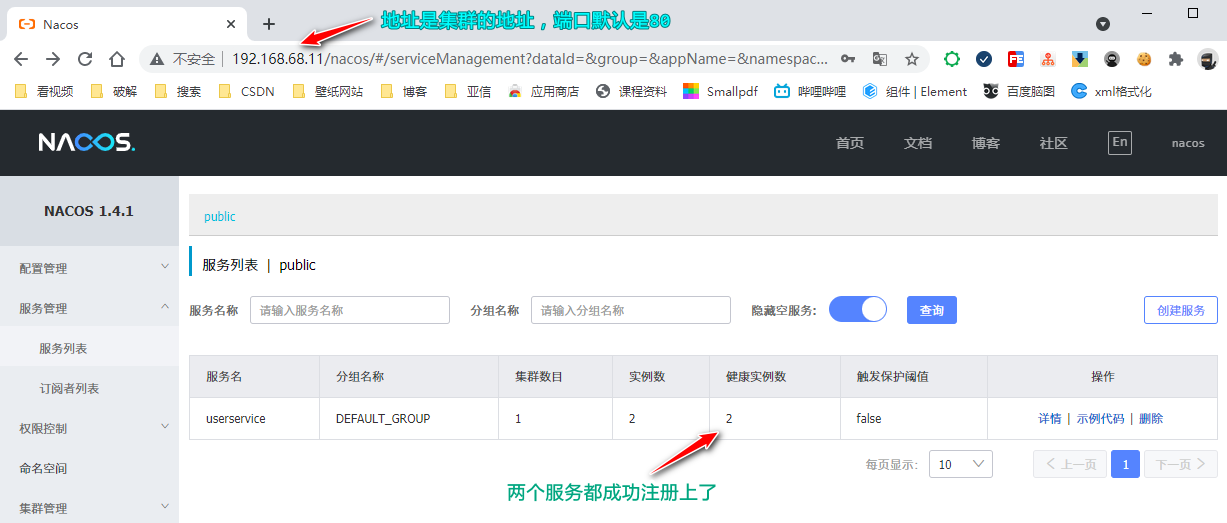 Nacos
地址是集群的地址，端口默认是80
不安全 | 192.168.68.11/nacos/#/serviceManagement?dataId=&group=&appName=&namespac...
看视频 破解 搜索 CSDN 壁纸网站 博客 亚信 应用商店 课程资料 Smallpdf 哔哩哔哩 组件 | Element 百度脑图 xml格式化
NACOS.
首页 文档 博客 社区 En nacos
NACOS 1.4.1
配置管理
服务管理
服务列表
订阅者列表
权限控制
命名空间
集群管理
public
服务列表 | public
服务名称 请输入服务名称 分组名称 请输入分组名称 隐藏空服务: 查询 创建服务
服务名 分组名称 集群数目 实例数 健康实例数 触发保护阈值 操作
userservice DEFAULT_GROUP 1 2 2 false 详情 | 示例代码 | 删除
每页显示: 10 上一页 1 下一页
两个服务都成功注册上了